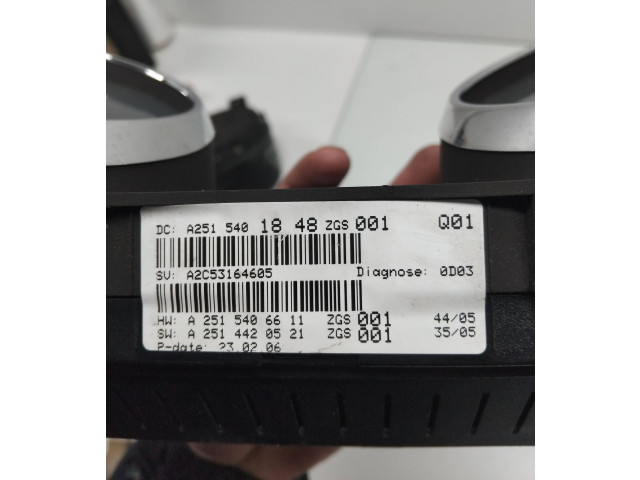 DC: A251 540 18 48 ZGS 001 Q01
SV: A2C53164605 Diagnose: 0D03
HW: A 251 540 66 11 ZGS 001 44/05
SW: A 251 442 05 21 ZGS 001 35/05
P-date: 23.02.06